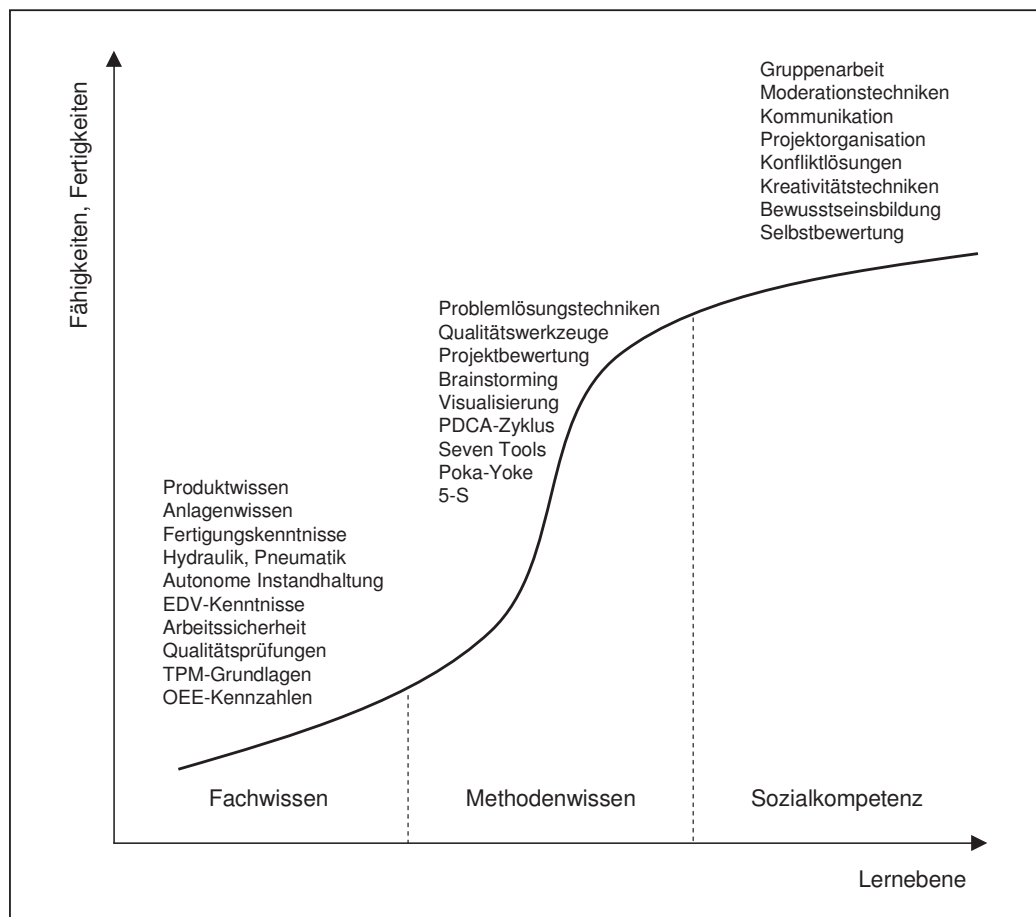 Fähigkeiten, Fertigkeiten
Gruppenarbeit
Moderationstechniken
Kommunikation
Projektorganisation
Konfliktlösungen
Kreativitätstechniken
Bewusstseinsbildung
Selbstbewertung
Problemlösungstechniken
Qualitätswerkzeuge
Projektbewertung
Brainstorming
Visualisierung
PDCA-Zyklus
Seven Tools
Poka-Yoke
5-S
Produktwissen
Anlagenwissen
Fertigungskenntnisse
Hydraulik, Pneumatik
Autonome Instandhaltung
EDV-Kenntnisse
Arbeitssicherheit
Qualitätsprüfungen
TPM-Grundlagen
OEE-Kennzahlen
Fachwissen
Methodenwissen
Sozialkompetenz
Lernebene